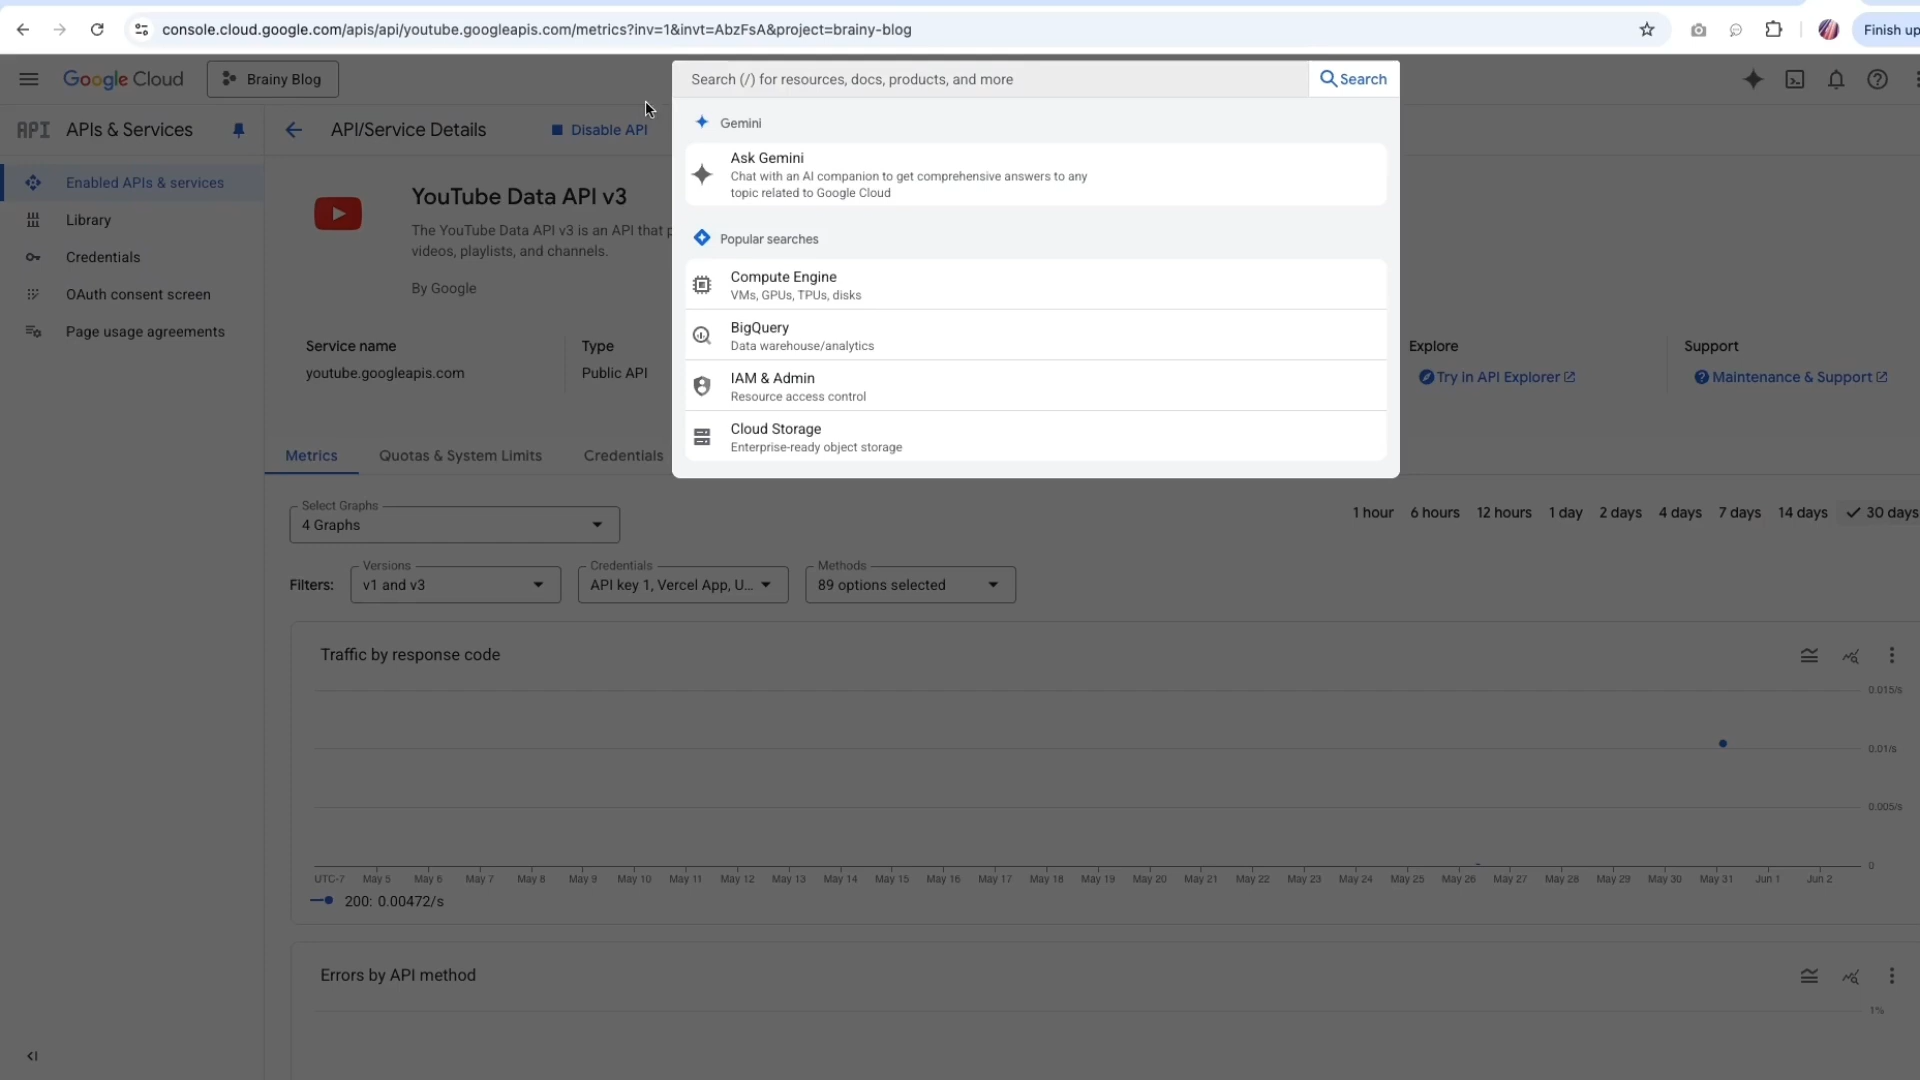 console.cloud.google.com/apis/api/youtube.googleapis.com/metrics?inv=1&invt=AbzFsA&project=brainy-blog
Finish up
Google Cloud
Brainy Blog
Search (/) for resources, docs, products, and more
Search
API
APIs & Services
API/Service Details
Disable API
Gemini
Ask Gemini
Chat with an AI companion to get comprehensive answers to any
topic related to Google Cloud
Popular searches
Compute Engine
VMs, GPUs, TPUs, disks
BigQuery
Data warehouse/analytics
IAM & Admin
Resource access control
Cloud Storage
Enterprise-ready object storage
Enabled APIs & services
Library
Credentials
OAuth consent screen
Page usage agreements
YouTube Data API v3
The YouTube Data API v3 is an API that p
videos, playlists, and channels.
By Google
Service name
youtube.googleapis.com
Type
Public API
Explore
Try in API Explorer
Support
Maintenance & Support
Metrics
Quotas & System Limits
Credentials
Select Graphs
4 Graphs
1 hour
6 hours
12 hours
1 day
2 days
4 days
7 days
14 days
30 days
Filters:
Versions
v1 and v3
Credentials
API key 1, Vercel App, U...
Methods
89 options selected
Traffic by response code
0.015/s
0.01/s
0.005/s
0
UTC-7 May 5 May 6 May 7 May 8 May 9 May 10 May 11 May 12 May 13 May 14 May 15 May 16 May 17 May 18 May 19 May 20 May 21 May 22 May 23 May 24 May 25 May 26 May 27 May 28 May 29 May 30 May 31 Jun 1 Jun 2
200: 0.00472/s
Errors by API method
1%